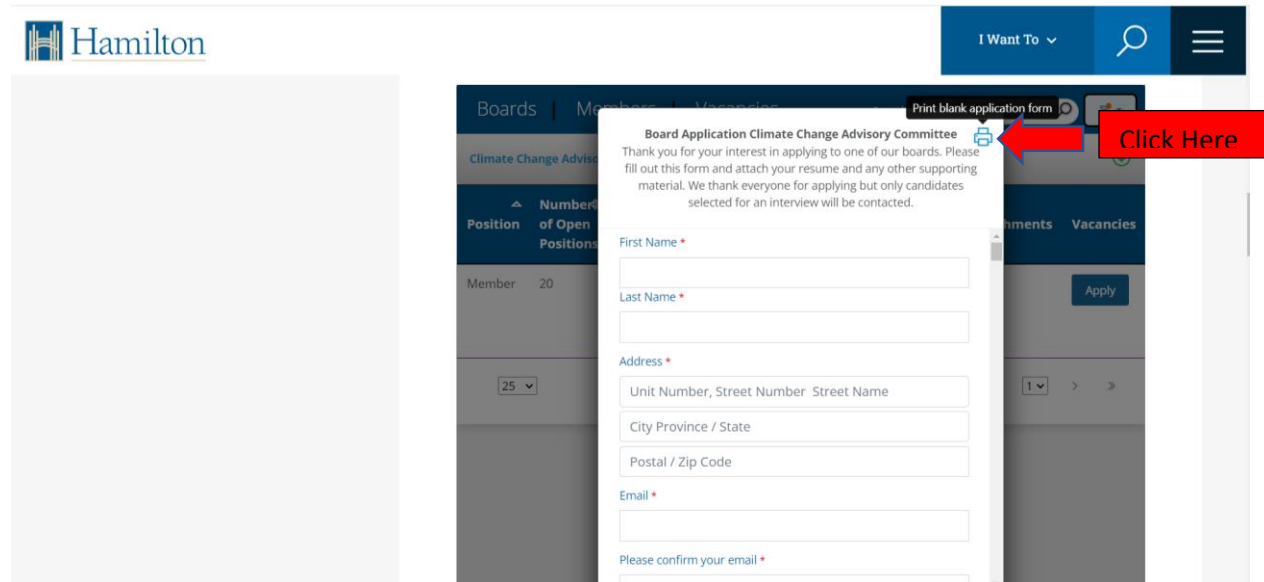 Hamilton
I Want To
Boards | Members | Vacancies
Print blank application form
Click Here
Board Application Climate Change Advisory Committee
Thank you for your interest in applying to one of our boards. Please
fill out this form and attach your resume and any other supporting
material. We thank everyone for applying but only candidates
selected for an interview will be contacted.
Climate Change Adviso
Position
Number
of Open
Positions
hments
Vacancies
Member
20
Apply
25
1
First Name *
Last Name *
Address *
Unit Number, Street Number Street Name
City Province / State
Postal / Zip Code
Email *
Please confirm your email *